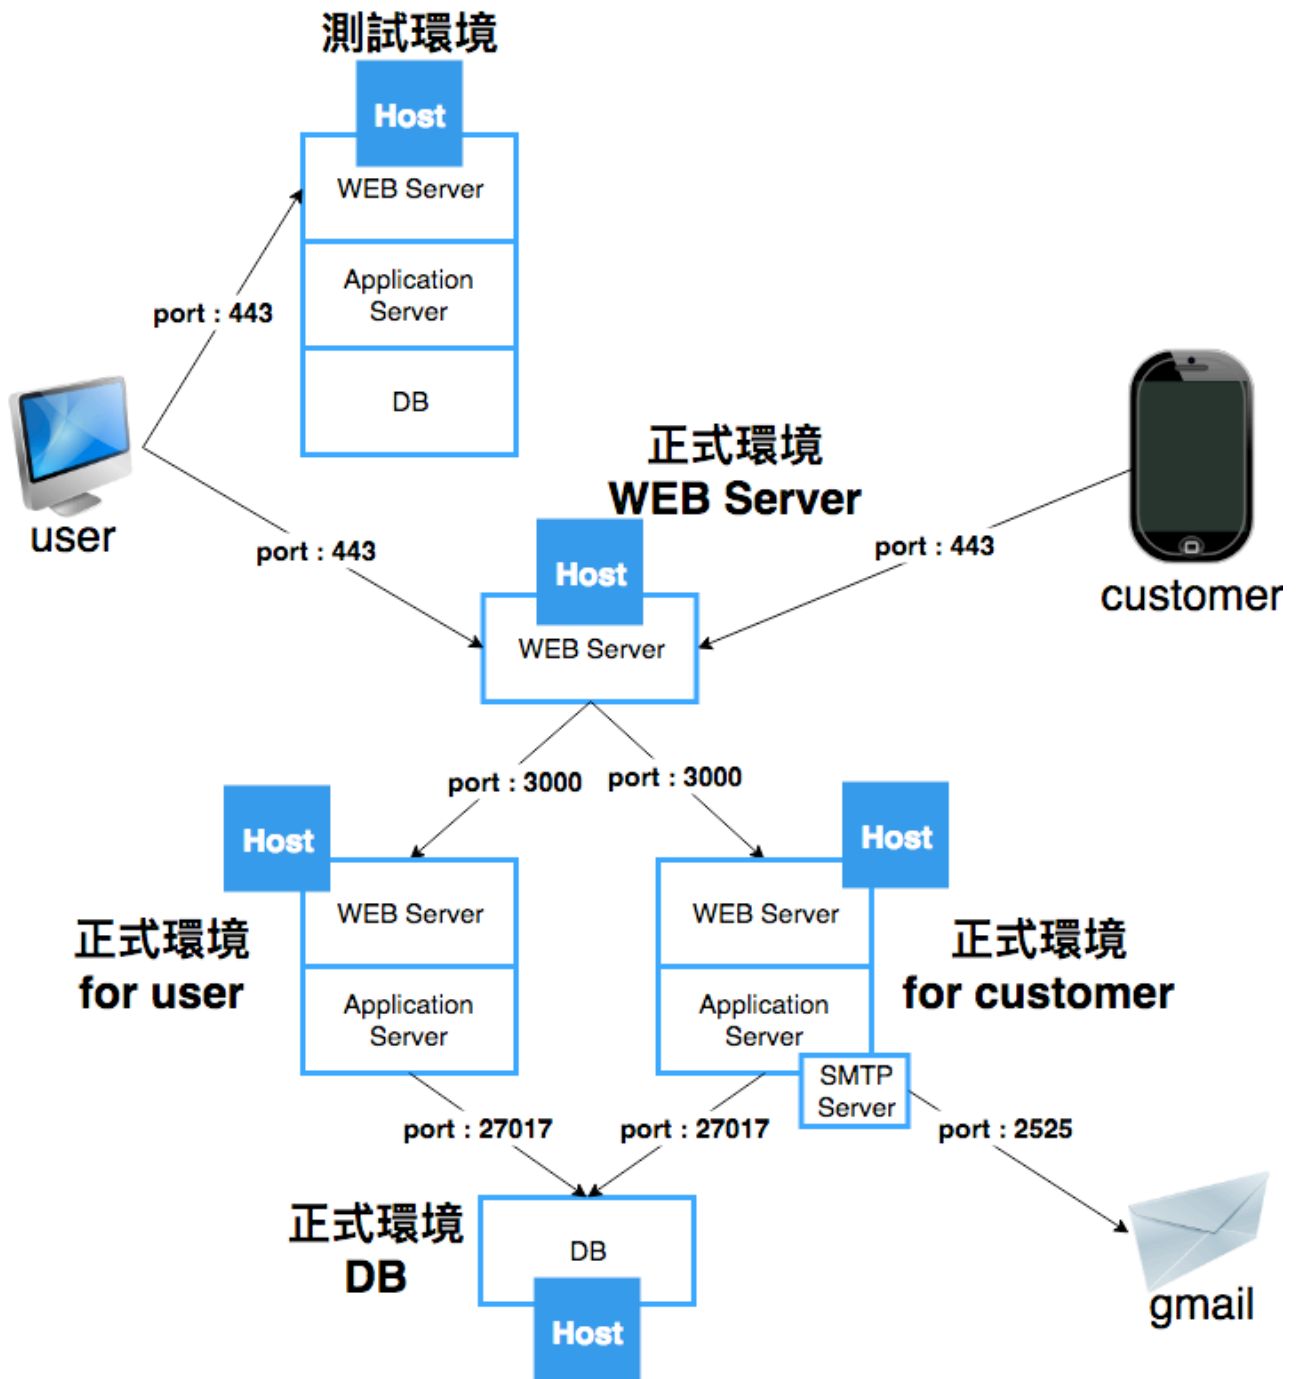 測試環境
Host
WEB Server
Application
Server
port : 443
DB
user
正式環境
WEB Server
port : 443
Host
port : 443
customer
WEB Server
port : 3000
port : 3000
Host
Host
WEB Server
WEB Server
正式環境
for user
正式環境
for customer
Application
Server
Application
Server
SMTP
Server
port : 27017
port : 27017
port : 2525
正式環境
DB
DB
Host
gmail